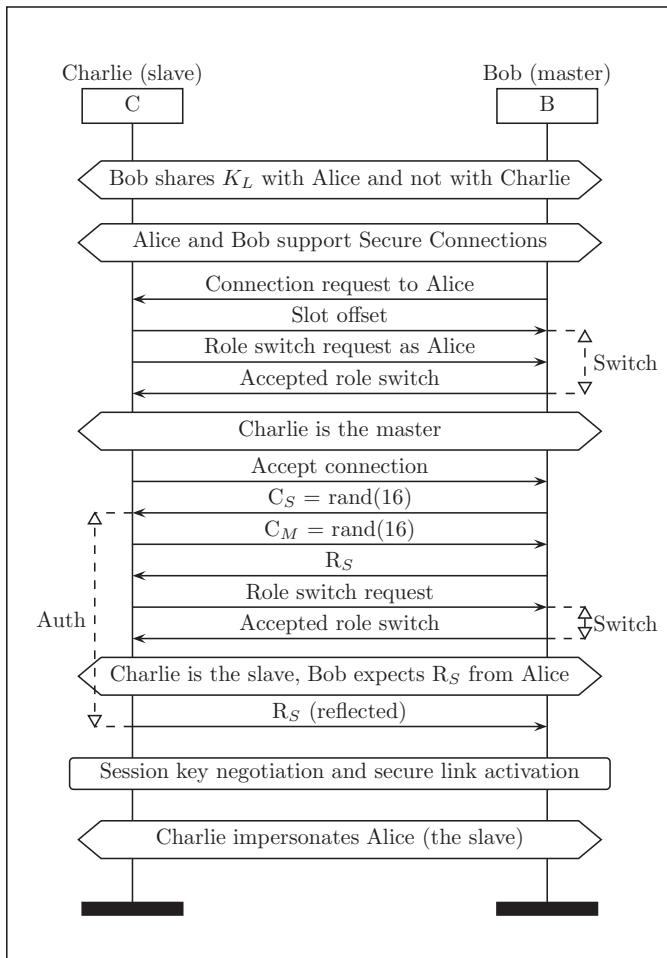 Charlie (slave)
Bob (master)
C
B
Bob shares K_L with Alice and not with Charlie
Alice and Bob support Secure Connections
Connection request to Alice
Slot offset
Role switch request as Alice
Switch
Accepted role switch
Charlie is the master
Accept connection
C_S = rand(16)
C_M = rand(16)
R_S
Role switch request
Auth
Accepted role switch
Switch
Charlie is the slave, Bob expects R_S from Alice
R_S (reflected)
Session key negotiation and secure link activation
Charlie impersonates Alice (the slave)